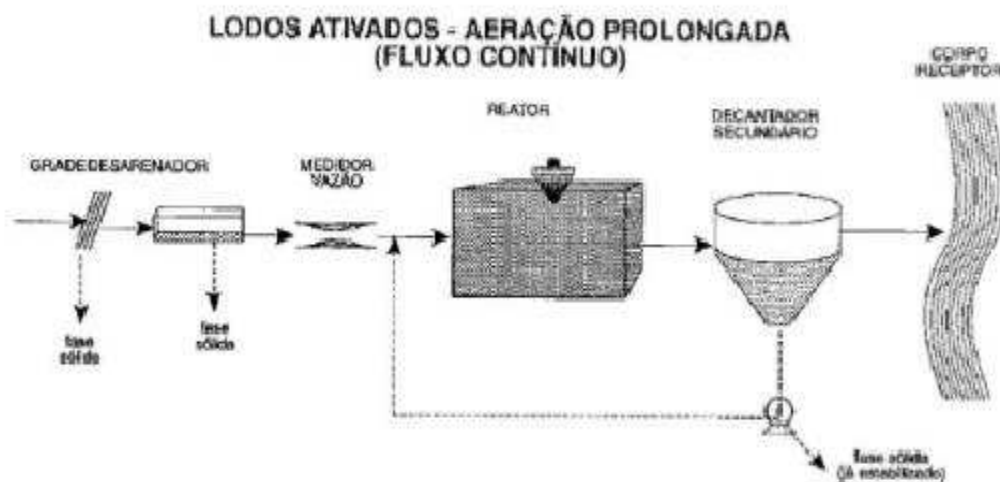 LODOS ATIVADOS - AERAÇÃO PROLONGADA
(FLUXO CONTÍNUO)
CORPO
RECEPTOR
REATOR
DECANTADOR
SECUNDÁRIO
GRADE DESARENADOR
MEDIDOR
VAZÃO
fase
sólida
fase
sólida
fase sólida
(já estabilizado)